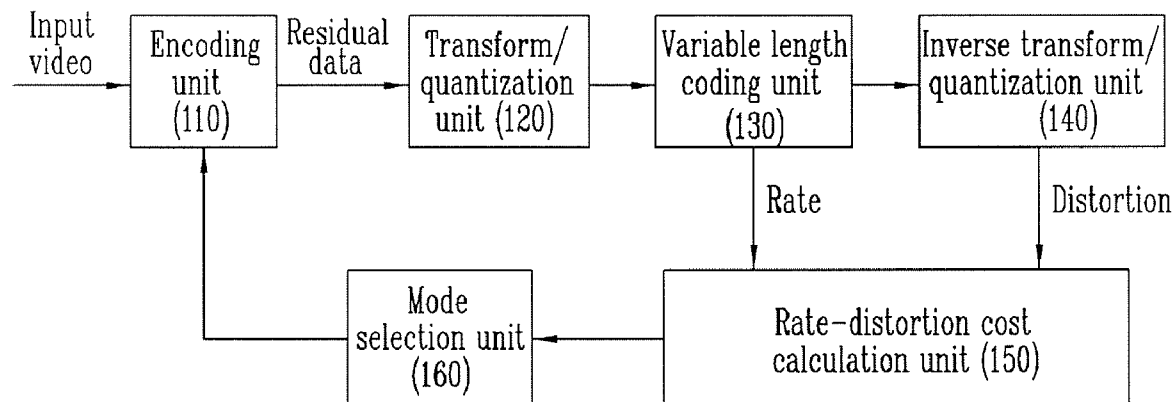 Input
video
Encoding
unit
(110)
Residual
data
Transform/
quantization
unit (120)
Variable length
coding unit
(130)
Inverse transform/
quantization unit
(140)
Rate
Distortion
Mode
selection unit
(160)
Rate-distortion cost
calculation unit (150)